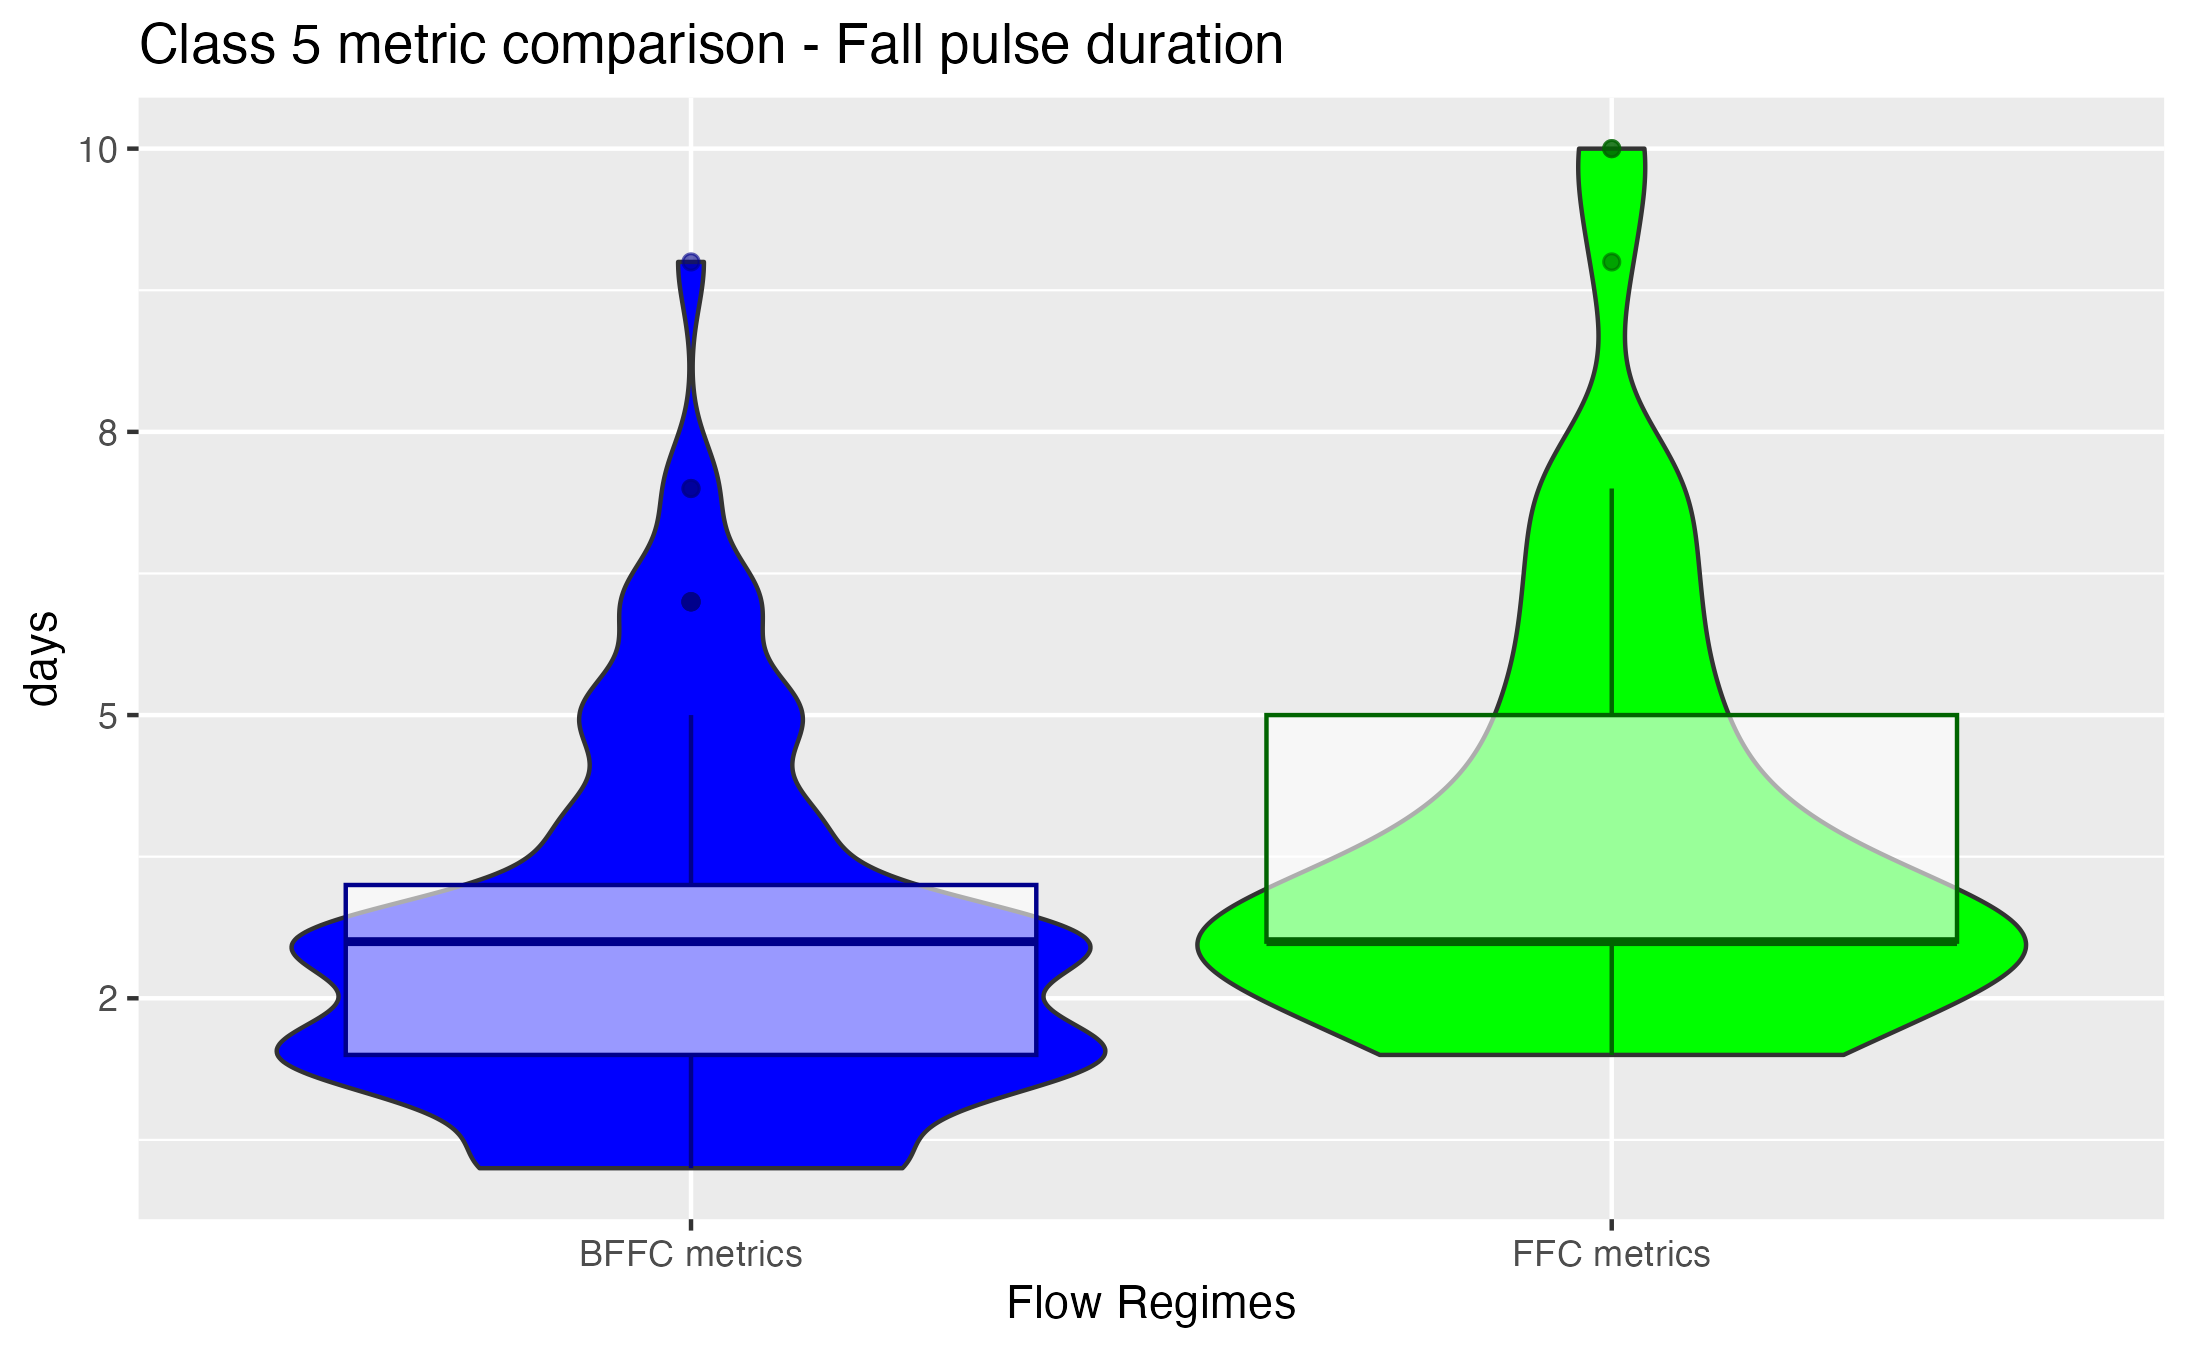 Class 5 metric comparison - Fall pulse duration
10
8
5
2
days
BFFC metrics
FFC metrics
Flow Regimes